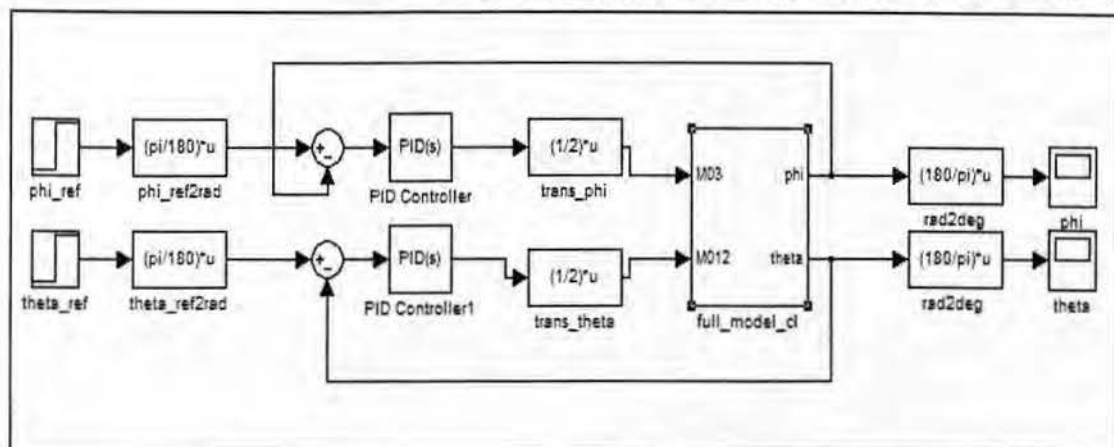 (pi/180)*u
PID(s)
(1/2)*u
M03
phi
(180/pi)*u
phi_ref
phi_ref2rad
PID Controller
trans_phi
rad2deg
phi
(pi/180)*u
PID(s)
(1/2)*u
M012
theta
(180/pi)*u
theta_ref
theta_ref2rad
PID Controller1
trans_theta
full_model_cl
rad2deg
theta